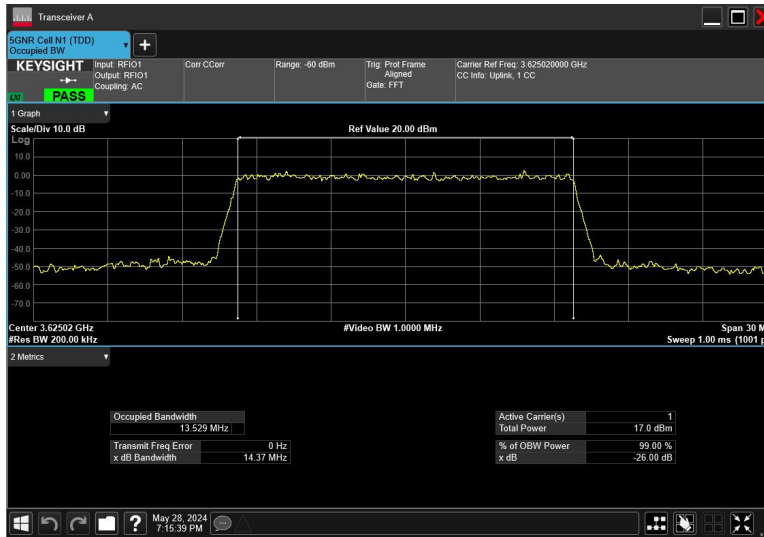 Transceiver A
5GNR Cell N1 (TDD)
Occupied BW
KEYSIGHT
Input: RFIO1
Output: RFIO1
Coupling: AC
Corr CCorr
Range: -60 dBm
Trig: Prot Frame
Aligned
Gate: FFT
Carrier Ref Freq: 3.625020000 GHz
CC Info: Uplink, 1 CC
LXI
PASS
1 Graph
Scale/Div 10.0 dB
Ref Value 20.00 dBm
Log
10.0
0.00
-10.0
-20.0
-30.0
-40.0
-50.0
-60.0
-70.0
Center 3.62502 GHz
#Video BW 1.0000 MHz
Span 30 M
#Res BW 200.00 kHz
Sweep 1.00 ms (1001 p
2 Metrics
Occupied Bandwidth
13.529 MHz
Transmit Freq Error 0 Hz
x dB Bandwidth 14.37 MHz
Active Carrier(s) 1
Total Power 17.0 dBm
% of OBW Power 99.00 %
x dB -26.00 dB
May 28, 2024
7:15:39 PM